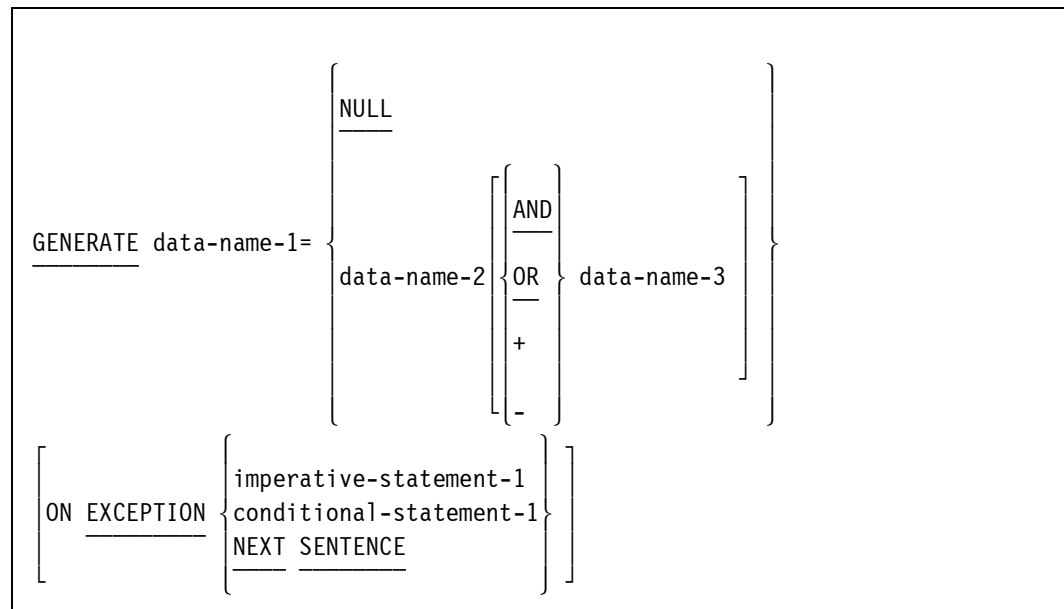 NULL
AND
GENERATE data-name-1=
data-name-2 OR data-name-3
+
-
imperative-statement-1
ON EXCEPTION conditional-statement-1
NEXT SENTENCE